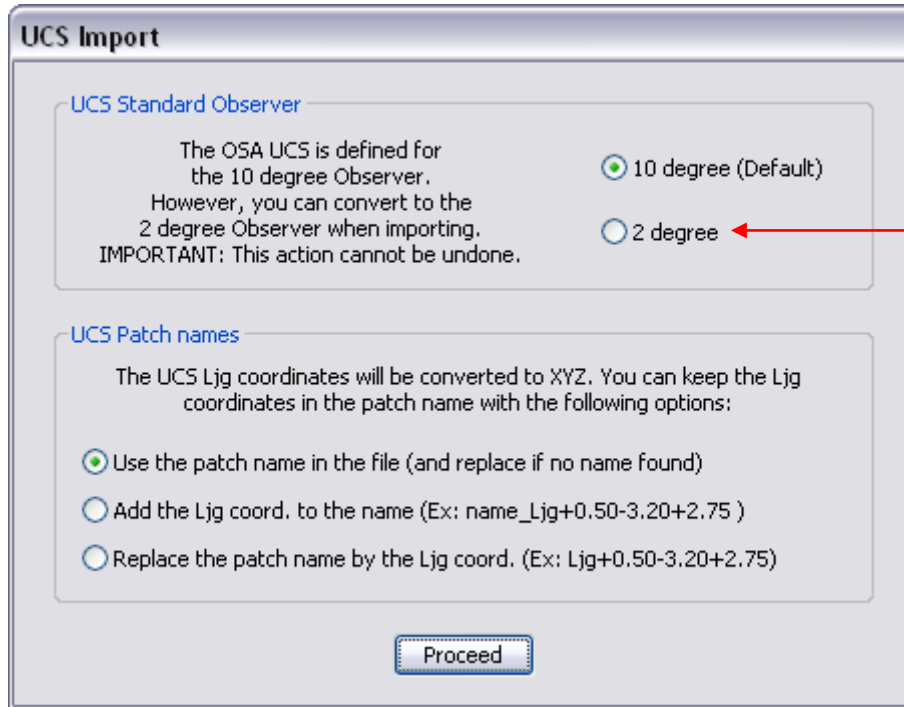 UCS Import
UCS Standard Observer
The OSA UCS is defined for
the 10 degree Observer.
However, you can convert to the
2 degree Observer when importing.
IMPORTANT: This action cannot be undone.
10 degree (Default)
2 degree
UCS Patch names
The UCS Ljg coordinates will be converted to XYZ. You can keep the Ljg
coordinates in the patch name with the following options:
Use the patch name in the file (and replace if no name found)
Add the Ljg coord. to the name (Ex: name_Ljg+0.50-3.20+2.75 )
Replace the patch name by the Ljg coord. (Ex: Ljg+0.50-3.20+2.75)
Proceed